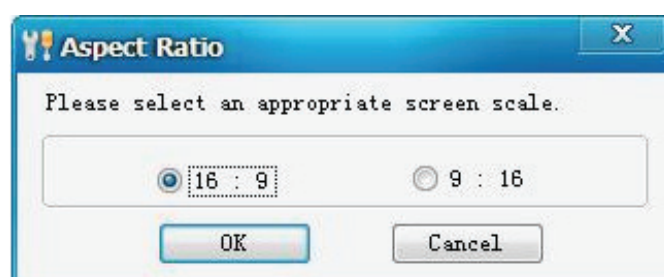 Aspect Ratio
Please select an appropriate screen scale.
16 : 9 9 : 16
OK Cancel